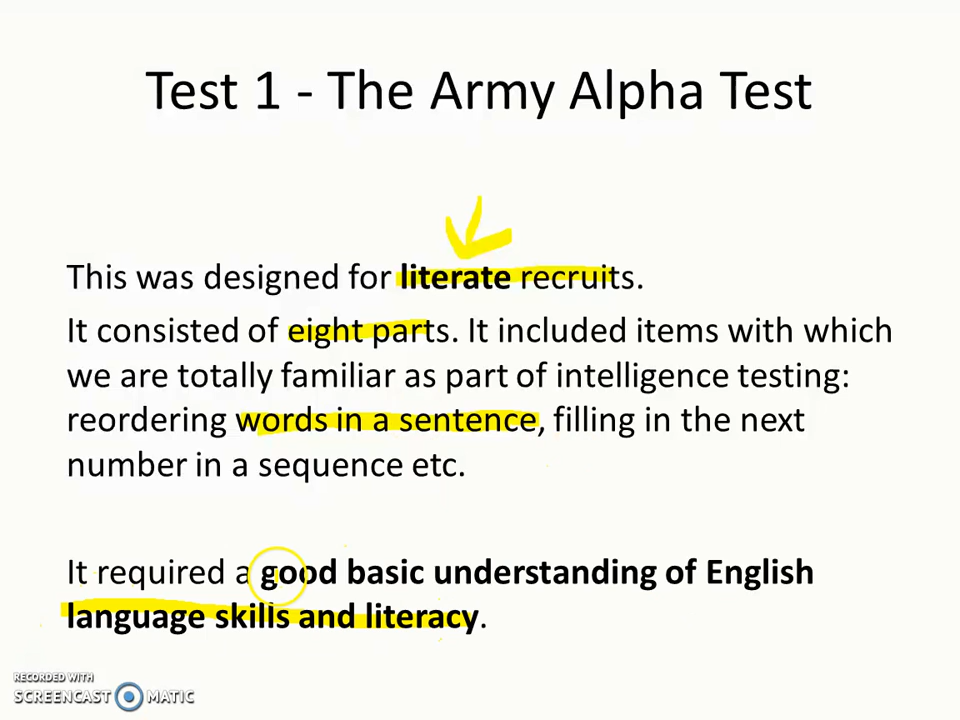 Test 1 - The Army Alpha Test
This was designed for literate recruits.
It consisted of eight parts. It included items with which
we are totally familiar as part of intelligence testing:
reordering words in a sentence, filling in the next
number in a sequence etc.
It required a good basic understanding of English
language skills and literacy.
RECORDED WITH
SCREENCAST MATIC